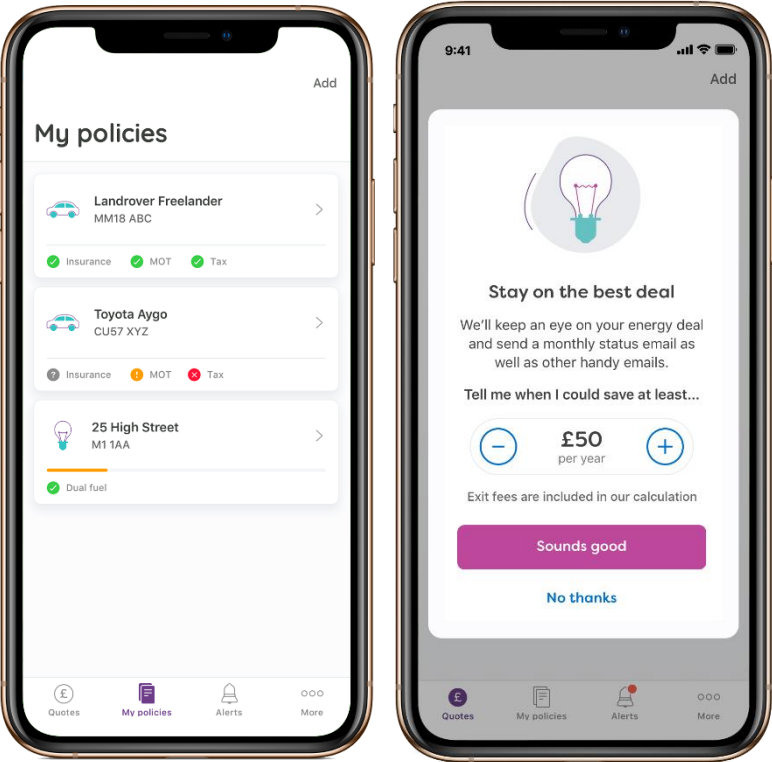 Add
My policies
Landrover Freelander
MM18 ABC
Insurance MOT Tax
Toyota Aygo
CU57 XYZ
? Insurance ! MOT Tax
25 High Street
M1 1AA
Dual fuel
£
Quotes My policies Alerts More
9:41
Add
Stay on the best deal
We’ll keep an eye on your energy deal
and send a monthly status email as
well as other handy emails.
Tell me when I could save at least...
£50
per year
Exit fees are included in our calculation
Sounds good
No thanks
£
Quotes My policies Alerts More